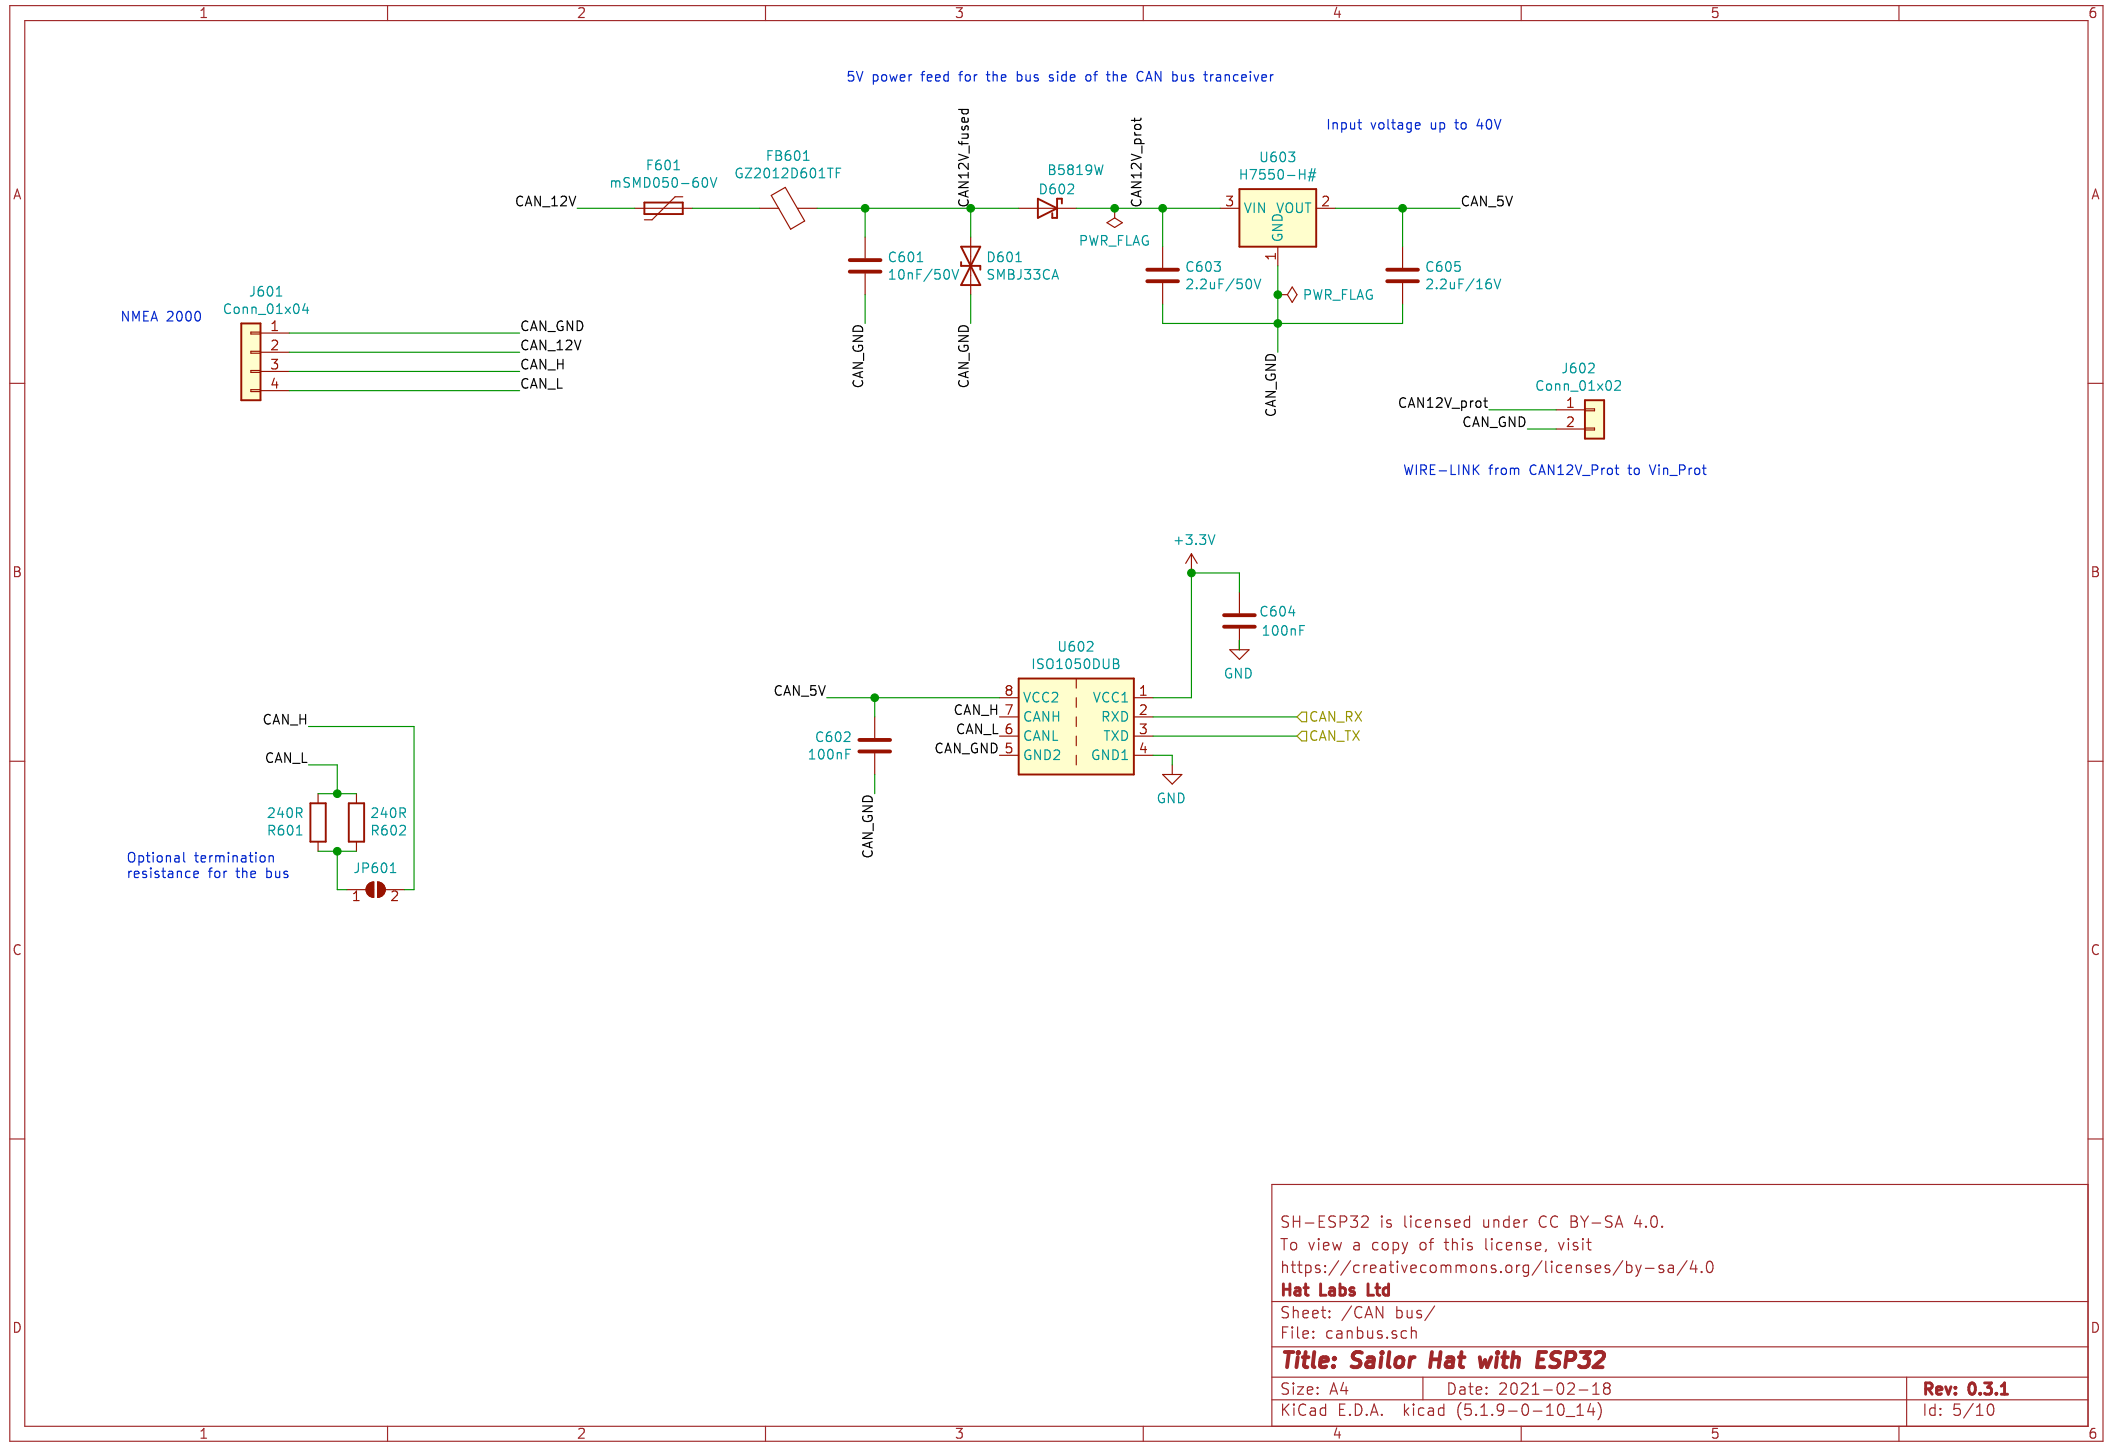 1 2 3 4 5 6
5V power feed for the bus side of the CAN bus tranceiver
Input voltage up to 40V
CAN12V_fused
CAN12V_prot
A
A
F601
mSMD050-60V
FB601
GZ2012D601TF
B5819W
D602
U603
H7550-H#
CAN_12V
3 VIN VOUT 2
GND
1
CAN_5V
PWR_FLAG
C601
10nF/50V
D601
SMBJ33CA
C603
2.2uF/50V
C605
2.2uF/16V
PWR_FLAG
CAN_GND
CAN_GND
CAN_GND
NMEA 2000
J601
Conn_01x04
1 CAN_GND
2 CAN_12V
3 CAN_H
4 CAN_L
J602
Conn_01x02
CAN12V_prot 1
CAN_GND 2
WIRE-LINK from CAN12V_Prot to Vin_Prot
B
B
+3.3V
C604
100nF
GND
U602
ISO1050DUB
CAN_5V 8 VCC2 VCC1 1
CAN_H 7 CANH RXD 2 CAN_RX
CAN_L 6 CANL TXD 3 CAN_TX
CAN_GND 5 GND2 GND1 4
C602
100nF
GND
CAN_GND
CAN_H
CAN_L
240R
R601
240R
R602
Optional termination
resistance for the bus
JP601
1 2
C
C
D
D
SH-ESP32 is licensed under CC BY-SA 4.0.
To view a copy of this license, visit
https://creativecommons.org/licenses/by-sa/4.0
Hat Labs Ltd
Sheet: /CAN bus/
File: canbus.sch
Title: Sailor Hat with ESP32
Size: A4 Date: 2021-02-18 Rev: 0.3.1
KiCad E.D.A. kicad (5.1.9-0-10_14) Id: 5/10
1 2 3 4 5 6